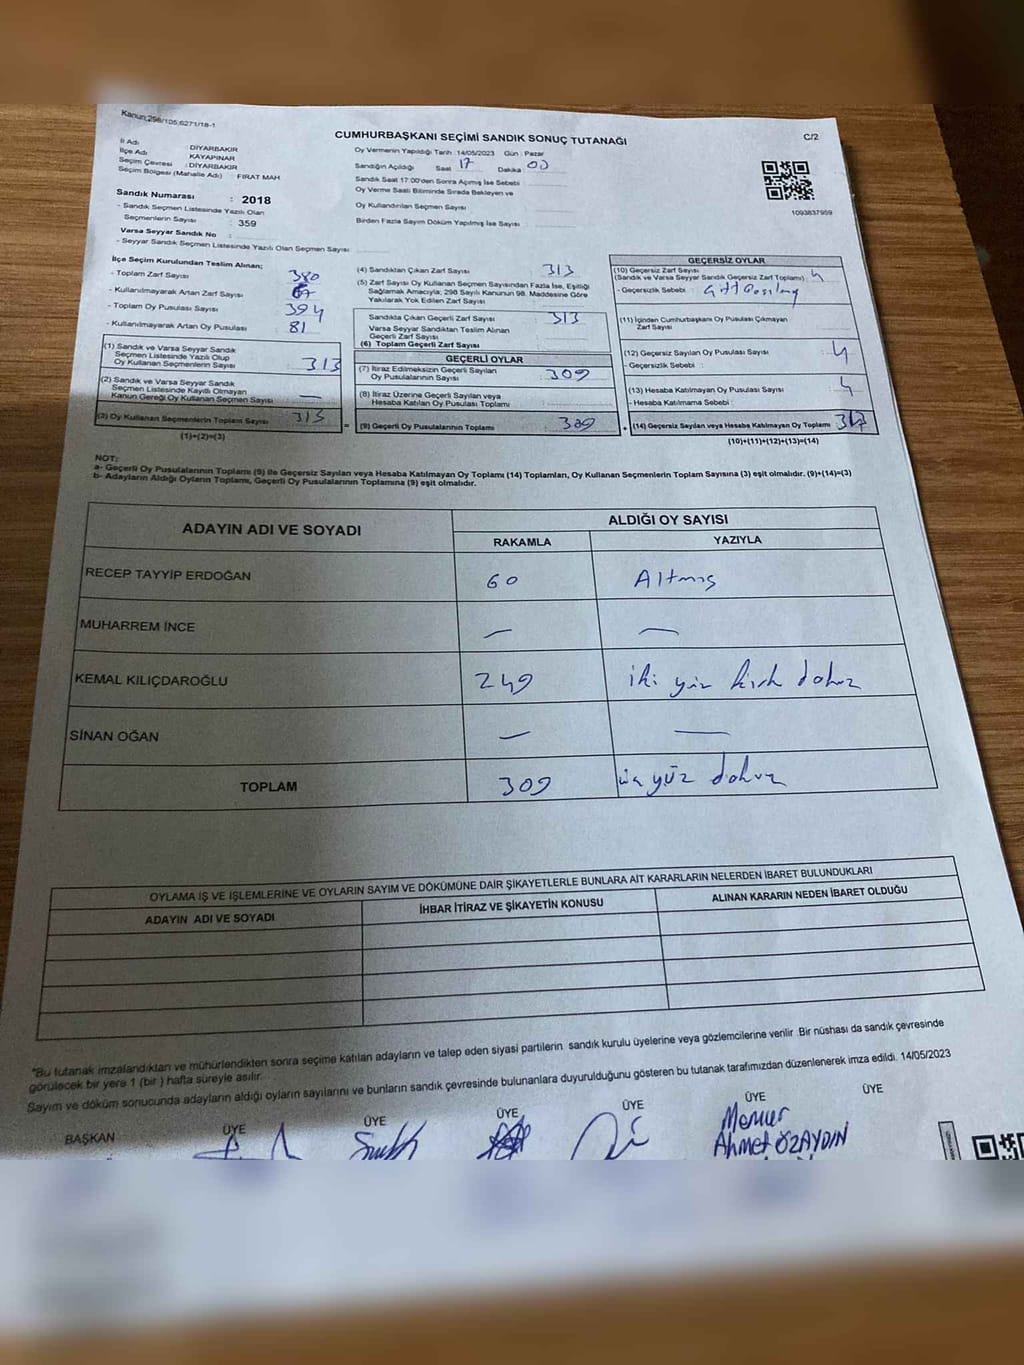 Kanun;298/105;6271/18-1
CUMHURBAŞKANI SEÇİMİ SANDIK SONUÇ TUTANAĞI
C/2
İl Adı : DİYARBAKIR
İlçe Adı : KAYAPINAR
Seçim Çevresi : DİYARBAKIR
Seçim Bölgesi (Mahalle Adı) : FIRAT MAH
Sandık Numarası : 2018
- Sandık Seçmen Listesinde Yazılı Olan
Seçmenlerin Sayısı : 359
Varsa Seyyar Sandık No :
- Seyyar Sandık Seçmen Listesinde Yazılı Olan Seçmen Sayısı
Oy Vermenin Yapıldığı Tarih : 14/05/2023 Gün : Pazar
Sandığın Açıldığı Saat 17 Dakika 00
Sandık Saat 17:00'den Sonra Açımış İse Sebebi
Oy Verme Saati Bitiminde Sırada Bekleyen ve
Oy Kullandırılan Seçmen Sayısı
Birden Fazla Sayım Döküm Yapılmış İse Sayısı
1093837959
İlçe Seçim Kurulundan Teslim Alınan;
- Toplam Zarf Sayısı 380
- Kullanılmayarak Artan Zarf Sayısı 67
- Toplam Oy Pusulası Sayısı 394
- Kullanılmayarak Artan Oy Pusulası 81
(1) Sandık ve Varsa Seyyar Sandık
Seçmen Listesinde Yazılı Olup
Oy Kullanan Seçmenlerin Sayısı 313
(2) Sandık ve Varsa Seyyar Sandık
Seçmen Listesinde Kayıtlı Olmayan
Kanun Gereği Oy Kullanan Seçmen Sayısı —
(3) Oy Kullanan Seçmenlerin Toplam Sayısı 313
(1)+(2)=(3)
(4) Sandıktan Çıkan Zarf Sayısı 313
(5) Zarf Sayısı Oy Kullanan Seçmen Sayısından Fazla İse, Eşitliği
Sağlamak Amacıyla; 298 Sayılı Kanunun 98. Maddesine Göre
Yakılarak Yok Edilen Zarf Sayısı
Sandıkta Çıkan Geçerli Zarf Sayısı 313
Varsa Seyyar Sandıktan Teslim Alınan
Geçerli Zarf Sayısı
(6) Toplam Geçerli Zarf Sayısı
GEÇERLİ OYLAR
(7) İtiraz Edilmeksizin Geçerli Sayılan
Oy Pusulalarının Sayısı 309
(8) İtiraz Üzerine Geçerli Sayılan veya
Hesaba Katılan Oy Pusulası Toplamı
(9) Geçerli Oy Pusulalarının Toplamı 309
GEÇERSİZ OYLAR
(10) Geçersiz Zarf Sayısı
(Sandık ve Varsa Seyyar Sandık Geçersiz Zarf Toplamı) 4
- Geçersizlik Sebebi :
(11) İçinden Cumhurbaşkanı Oy Pusulası Çıkmayan
Zarf Sayısı
(12) Geçersiz Sayılan Oy Pusulası Sayısı 4
- Geçersizlik Sebebi :
(13) Hesaba Katılmayan Oy Pusulası Sayısı 4
- Hesaba Katılmama Sebebi
(14) Geçersiz Sayılan veya Hesaba Katılmayan Oy Toplamı
(10)+(11)+(12)+(13)=(14)
NOT:
a- Geçerli Oy Pusulalarının Toplamı (9) ile Geçersiz Sayılan veya Hesaba Katılmayan Oy Toplamı (14) Toplamları, Oy Kullanan Seçmenlerin Toplam Sayısına (3) eşit olmalıdır. (9)+(14)=(3)
b- Adayların Aldığı Oyların Toplamı, Geçerli Oy Pusulalarının Toplamına (9) eşit olmalıdır.
ADAYIN ADI VE SOYADI
ALDIĞI OY SAYISI
RAKAMLA YAZIYLA
RECEP TAYYİP ERDOĞAN 60 Altmış
MUHARREM İNCE — —
KEMAL KILIÇDAROĞLU 249 iki yüz kırk dokuz
SİNAN OĞAN — —
TOPLAM 309 üç yüz dokuz
OYLAMA İŞ VE İŞLEMLERİNE VE OYLARIN SAYIM VE DÖKÜMÜNE DAİR ŞİKAYETLERLE BUNLARA AİT KARARLARIN NELERDEN İBARET BULUNDUKLARI
ADAYIN ADI VE SOYADI İHBAR İTİRAZ VE ŞİKAYETİN KONUSU ALINAN KARARIN NEDEN İBARET OLDUĞU
*Bu tutanak imzalandıktan ve mühürlendikten sonra seçime katılan adayların ve talep eden siyasi partilerin sandık kurulu üyelerine veya gözlemcilerine verilir. Bir nüshası da sandık çevresinde
görülecek bir yere 1 (bir ) hafta süreyle asılır.
Sayım ve döküm sonucunda adayların aldığı oyların sayılarını ve bunların sandık çevresinde bulunanlara duyurulduğunu gösteren bu tutanak tarafımızdan düzenlenerek imza edildi. 14/05/2023
BAŞKAN ÜYE ÜYE ÜYE ÜYE ÜYE ÜYE
Memur
Ahmet ÖZAYDIN